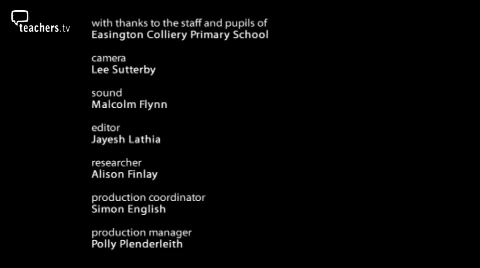 teachers.tv
with thanks to the staff and pupils of
Easington Colliery Primary School
camera
Lee Sutterby
sound
Malcolm Flynn
editor
Jayesh Lathia
researcher
Alison Finlay
production coordinator
Simon English
production manager
Polly Plenderleith